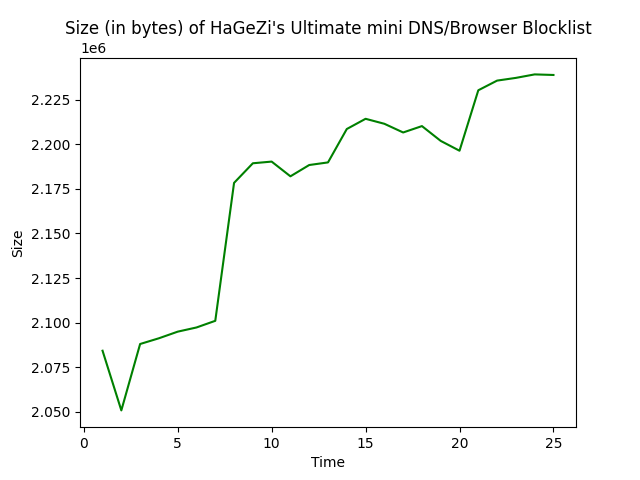 Size (in bytes) of HaGeZi's Ultimate mini DNS/Browser Blocklist
1e6
2.225
2.200
2.175
2.150
2.125
2.100
2.075
2.050
Size
0 5 10 15 20 25
Time